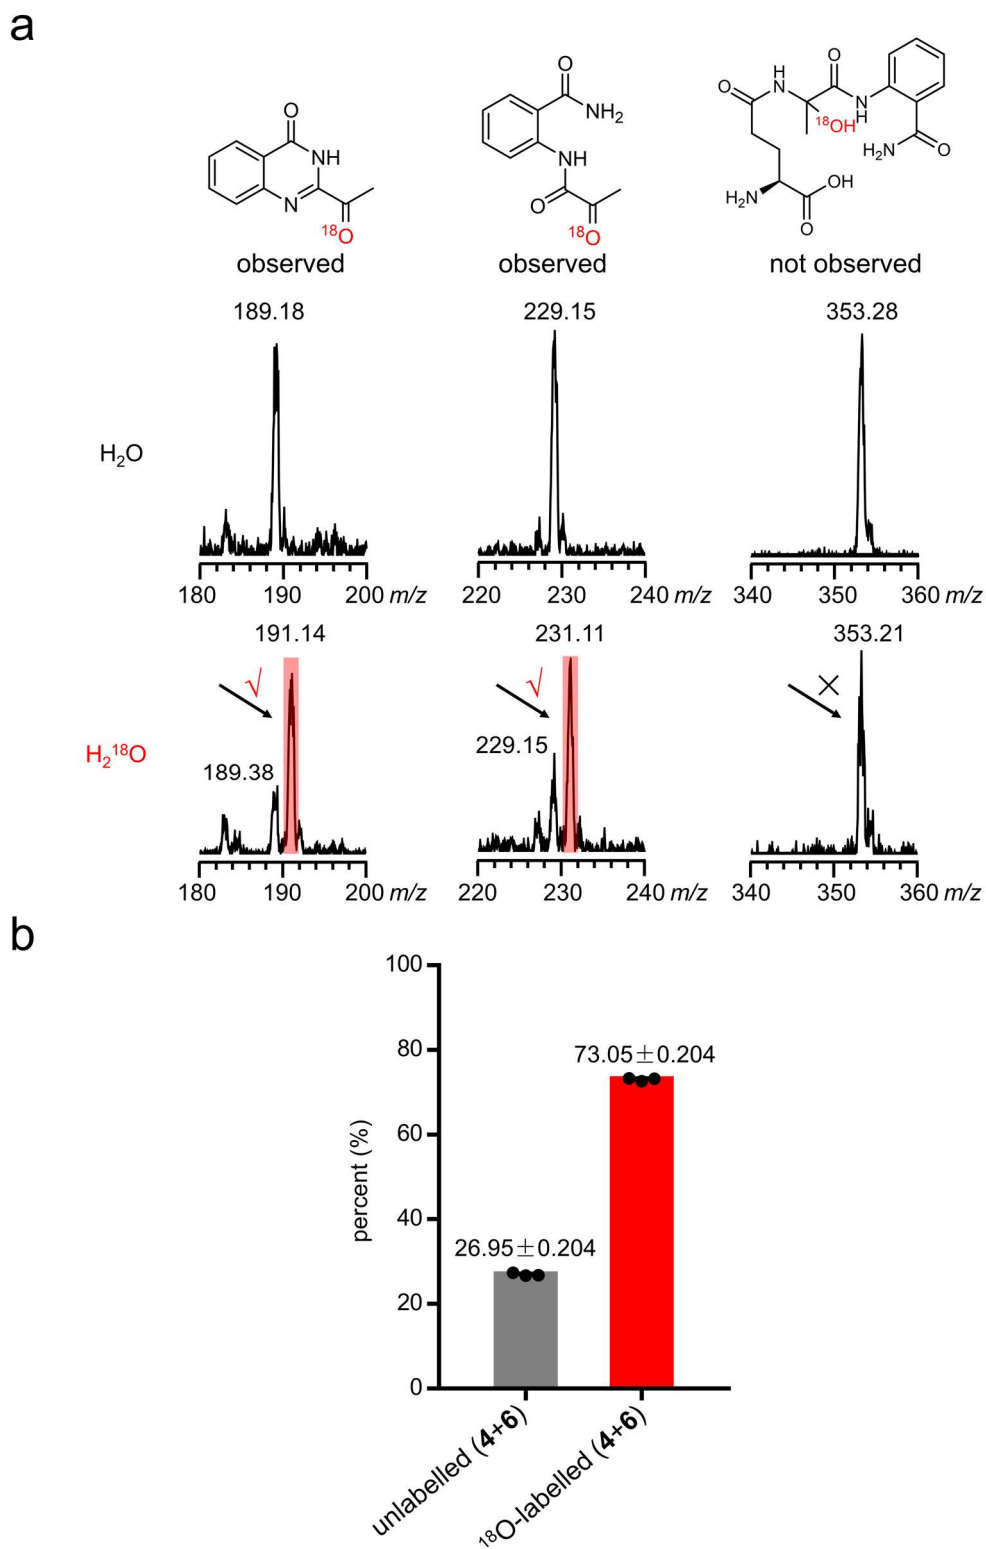 a
O
NH
N
18O
O
NH2
NH
O
18O
O
H
N
O
N
H
18OH
H2N
O
H2N
OH
O
observed
observed
not observed
189.18
229.15
353.28
H2O
180 190 200 m/z
220 230 240 m/z
340 350 360 m/z
191.14
231.11
353.21
√
√
×
H218O
189.38
229.15
180 190 200 m/z
220 230 240 m/z
340 350 360 m/z
b
percent (%)
100
80
60
40
20
0
73.05±0.204
26.95±0.204
unlabelled (4+6)
18O-labelled (4+6)